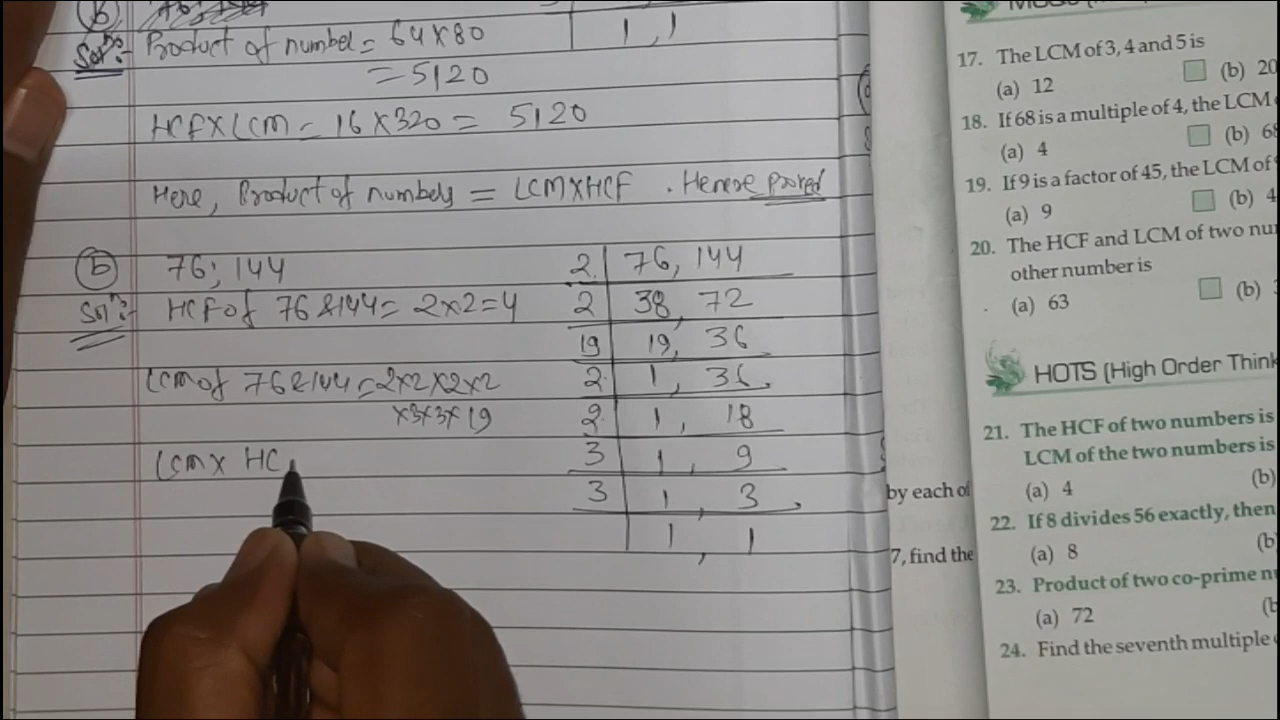 (b)
Solⁿ:- Product of number = 64×80
= 5120
1, 1
HCF×LCM = 16×320 = 5120
Here, Product of numbers = LCM×HCF. Hence proved
(b) 76, 144
Solⁿ:- HCF of 76&144 = 2×2=4
LCM of 76&144=2×2×2×2
×3×3×19
LCM× HC
2 76, 144
2 38, 72
19 19, 36
2 1, 36
2 1, 18
3 1, 9
3 1, 3
1, 1
by each of
7, find the
17. The LCM of 3, 4 and 5 is
(a) 12 (b) 20
18. If 68 is a multiple of 4, the LCM
(a) 4 (b) 68
19. If 9 is a factor of 45, the LCM of
(a) 9 (b) 4
20. The HCF and LCM of two nu
other number is
(a) 63 (b)
HOTS (High Order Think
21. The HCF of two numbers is
LCM of the two numbers is
(a) 4 (b)
22. If 8 divides 56 exactly, then
(a) 8 (b
23. Product of two co-prime n
(a) 72 (b
24. Find the seventh multiple